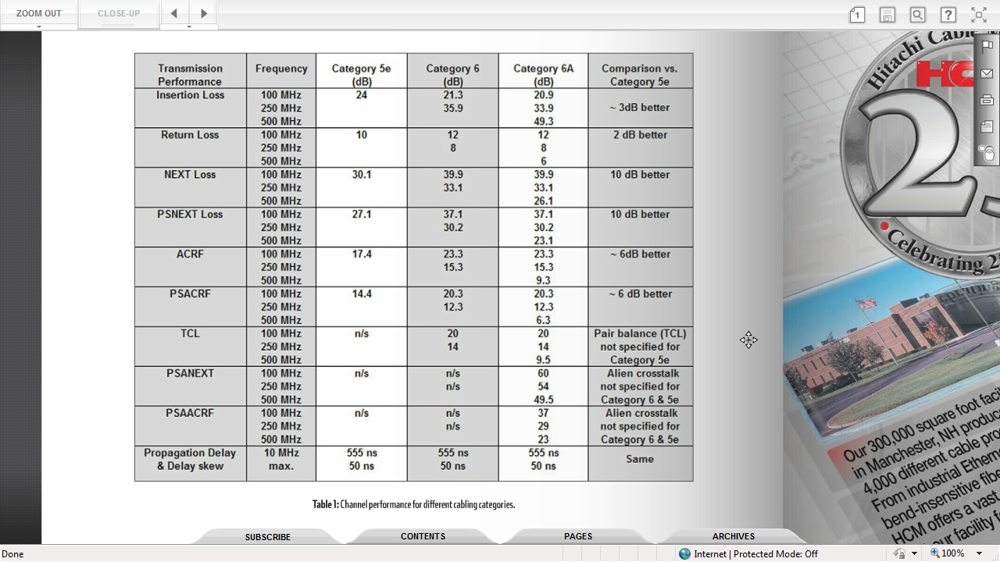 ZOOM OUT
CLOSE-UP
1
?
Transmission Performance Frequency Category 5e (dB) Category 6 (dB) Category 6A (dB) Comparison vs. Category 5e
Insertion Loss 100 MHz 24 21.3 20.9 ~ 3dB better
250 MHz 35.9 33.9
500 MHz 49.3
Return Loss 100 MHz 10 12 12 2 dB better
250 MHz 8 8
500 MHz 6
NEXT Loss 100 MHz 30.1 39.9 39.9 10 dB better
250 MHz 33.1 33.1
500 MHz 26.1
PSNEXT Loss 100 MHz 27.1 37.1 37.1 10 dB better
250 MHz 30.2 30.2
500 MHz 23.1
ACRF 100 MHz 17.4 23.3 23.3 ~ 6dB better
250 MHz 15.3 15.3
500 MHz 9.3
PSACRF 100 MHz 14.4 20.3 20.3 ~ 6 dB better
250 MHz 12.3 12.3
500 MHz 6.3
TCL 100 MHz n/s 20 20 Pair balance (TCL)
250 MHz 14 14 not specified for
500 MHz 9.5 Category 5e
PSANEXT 100 MHz n/s n/s 60 Alien crosstalk
250 MHz n/s 54 not specified for
500 MHz 49.5 Category 6 & 5e
PSAACRF 100 MHz n/s n/s 37 Alien crosstalk
250 MHz n/s 29 not specified for
500 MHz 23 Category 6 & 5e
Propagation Delay 10 MHz 555 ns 555 ns 555 ns Same
& Delay skew max. 50 ns 50 ns 50 ns
Table 1: Channel performance for different cabling categories.
Hitachi Cable
HC
25
Celebrating 2
Our 300,000 square foot faci
in Manchester, NH produc
4,000 different cable pro
From industrial Ethern
bend-insensitive fibe
HCM offers a vast
our facility
SUBSCRIBE
CONTENTS
PAGES
ARCHIVES
Done
Internet | Protected Mode: Off
100%